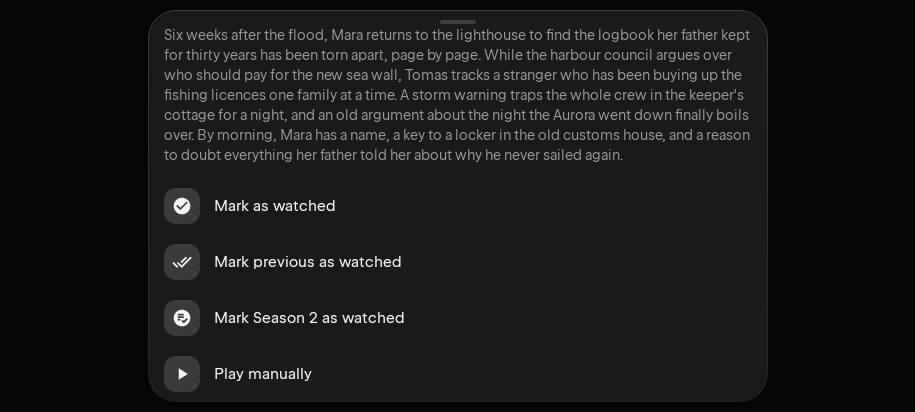 Six weeks after the flood, Mara returns to the lighthouse to find the logbook her father kept
for thirty years has been torn apart, page by page. While the harbour council argues over
who should pay for the new sea wall, Tomas tracks a stranger who has been buying up the
fishing licences one family at a time. A storm warning traps the whole crew in the keeper's
cottage for a night, and an old argument about the night the Aurora went down finally boils
over. By morning, Mara has a name, a key to a locker in the old customs house, and a reason
to doubt everything her father told her about why he never sailed again.
Mark as watched
Mark previous as watched
Mark Season 2 as watched
Play manually